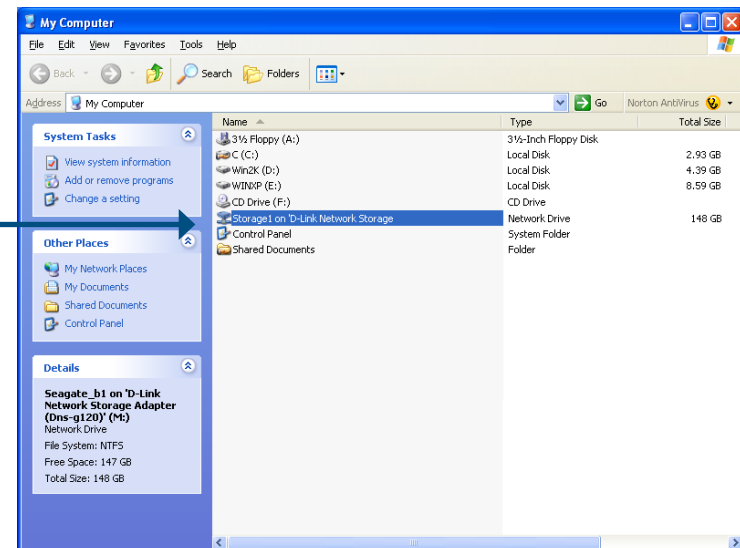 My Computer
File Edit View Favorites Tools Help
Back Search Folders
Address My Computer Go Norton AntiVirus
Name Type Total Size
System Tasks
View system information
Add or remove programs
Change a setting
Other Places
My Network Places
My Documents
Shared Documents
Control Panel
Details
Seagate_b1 on 'D-Link
Network Storage Adapter
(Dns-g120)' (M:)
Network Drive
File System: NTFS
Free Space: 147 GB
Total Size: 148 GB
3½ Floppy (A:) 3½-Inch Floppy Disk
C (C:) Local Disk 2.93 GB
Win2K (D:) Local Disk 4.39 GB
WINXP (E:) Local Disk 8.59 GB
CD Drive (F:) CD Drive
Storage1 on 'D-Link Network Storage Network Drive 148 GB
Control Panel System Folder
Shared Documents Folder